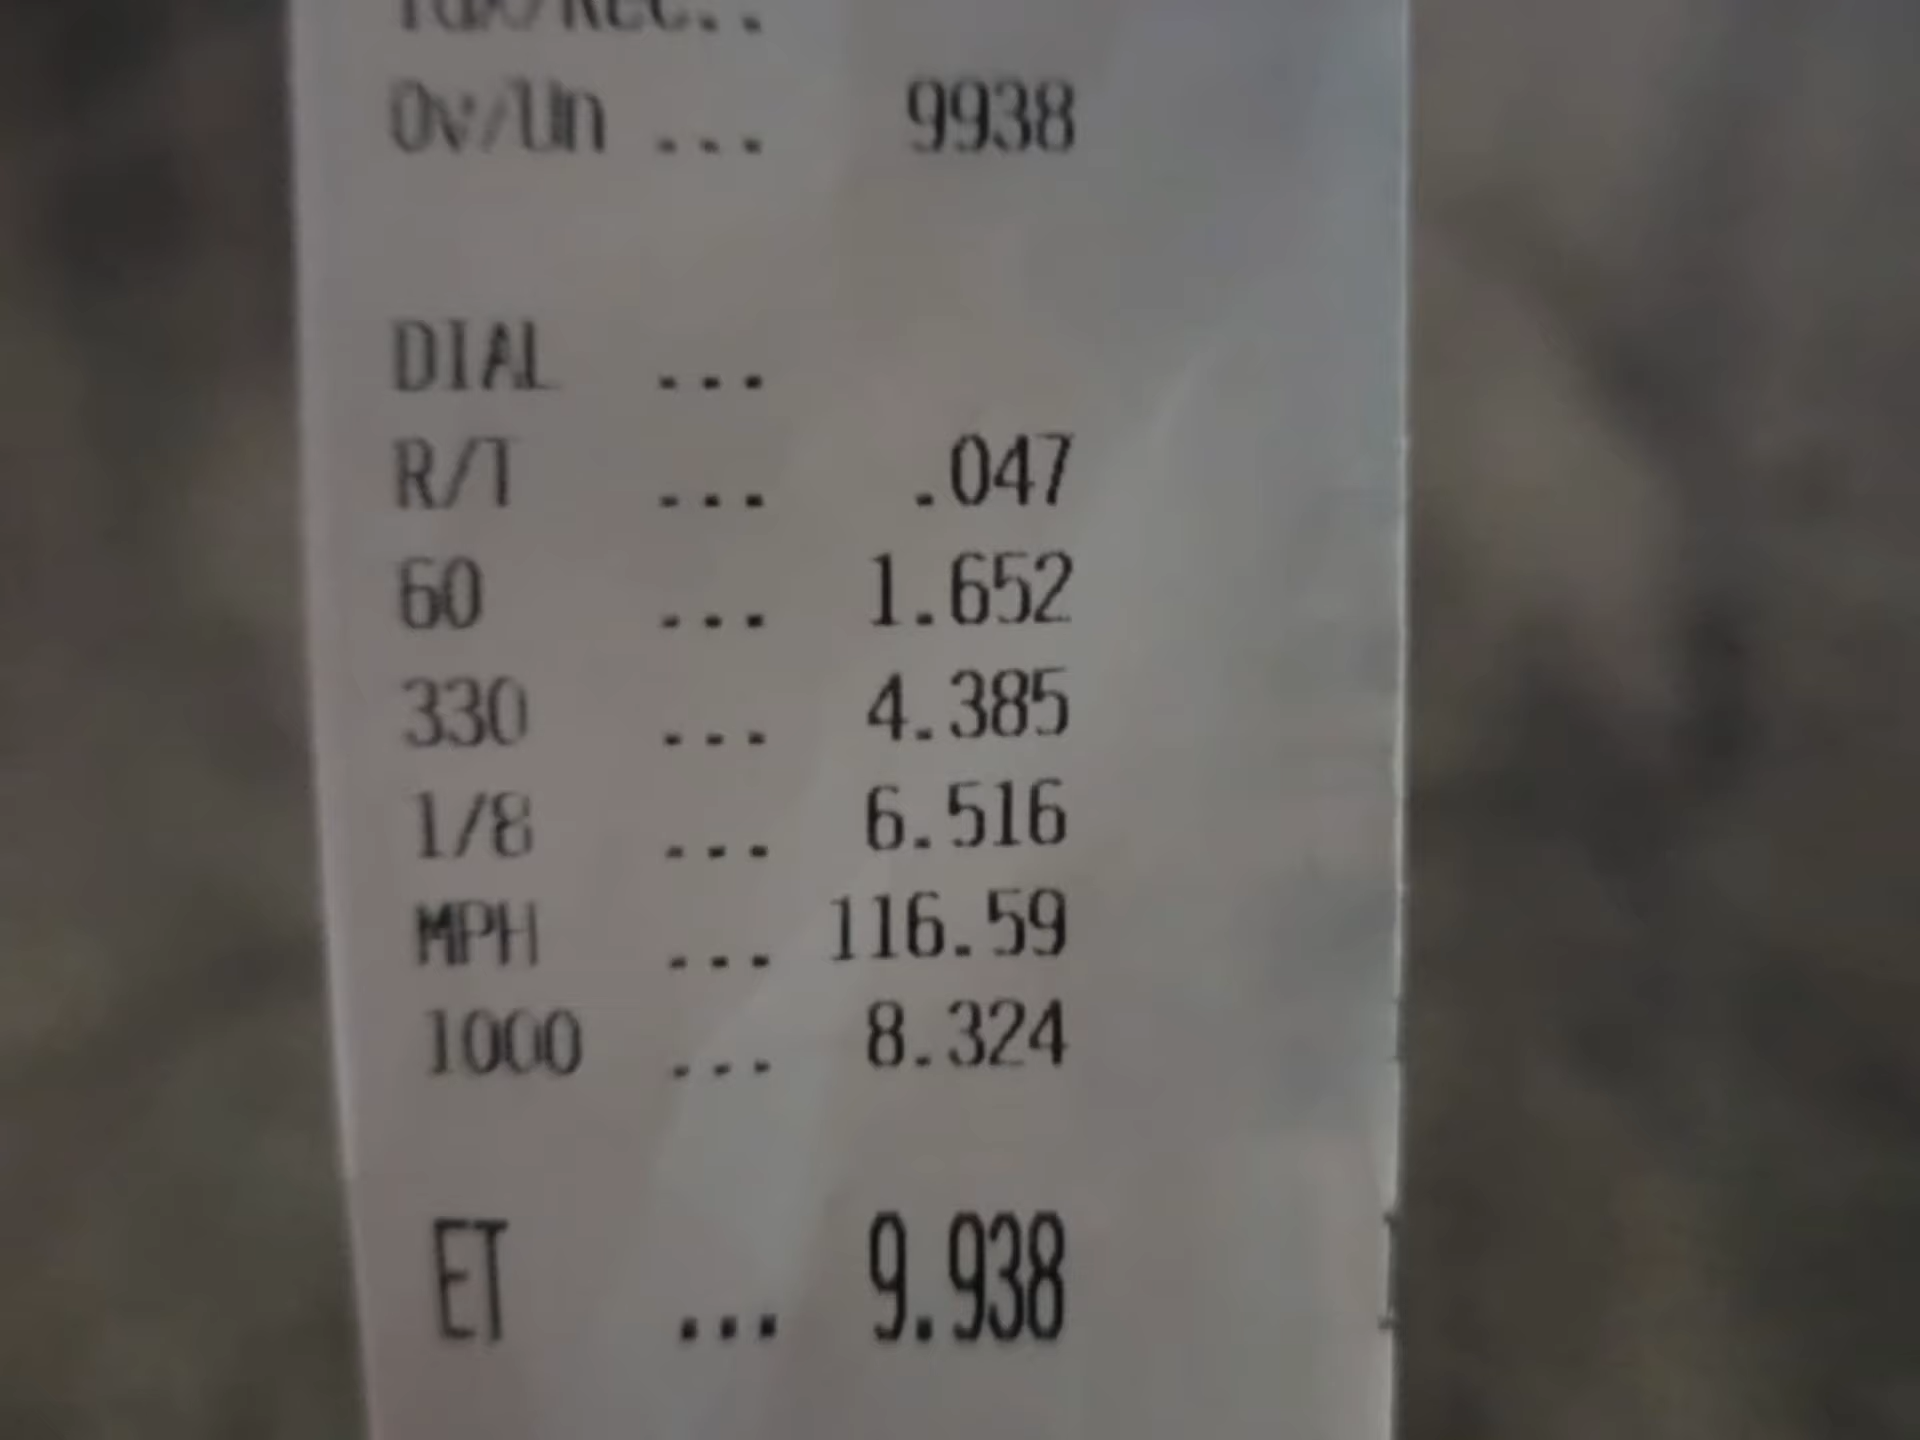 Ov/Un ... 9938
DIAL ...
R/T ... .047
60 ... 1.652
330 ... 4.385
1/8 ... 6.516
MPH ... 116.59
1000 ... 8.324
ET ... 9.938